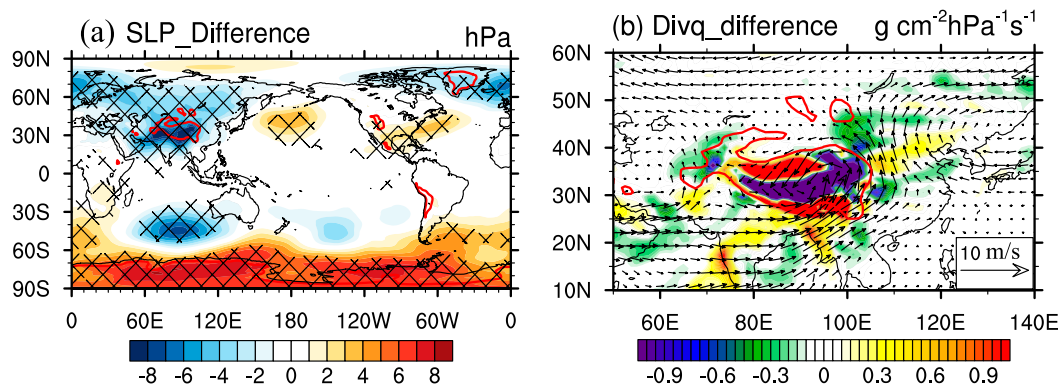 (a) SLP_Difference hPa
90N
60N
30N
0
30S
60S
90S
0 60E 120E 180 120W 60W 0
-8 -6 -4 -2 0 2 4 6 8
(b) Divq_difference g cm⁻²hPa⁻¹s⁻¹
60N
50N
40N
30N
20N
10N
10 m/s
60E 80E 100E 120E 140E
-0.9 -0.6 -0.3 0 0.3 0.6 0.9